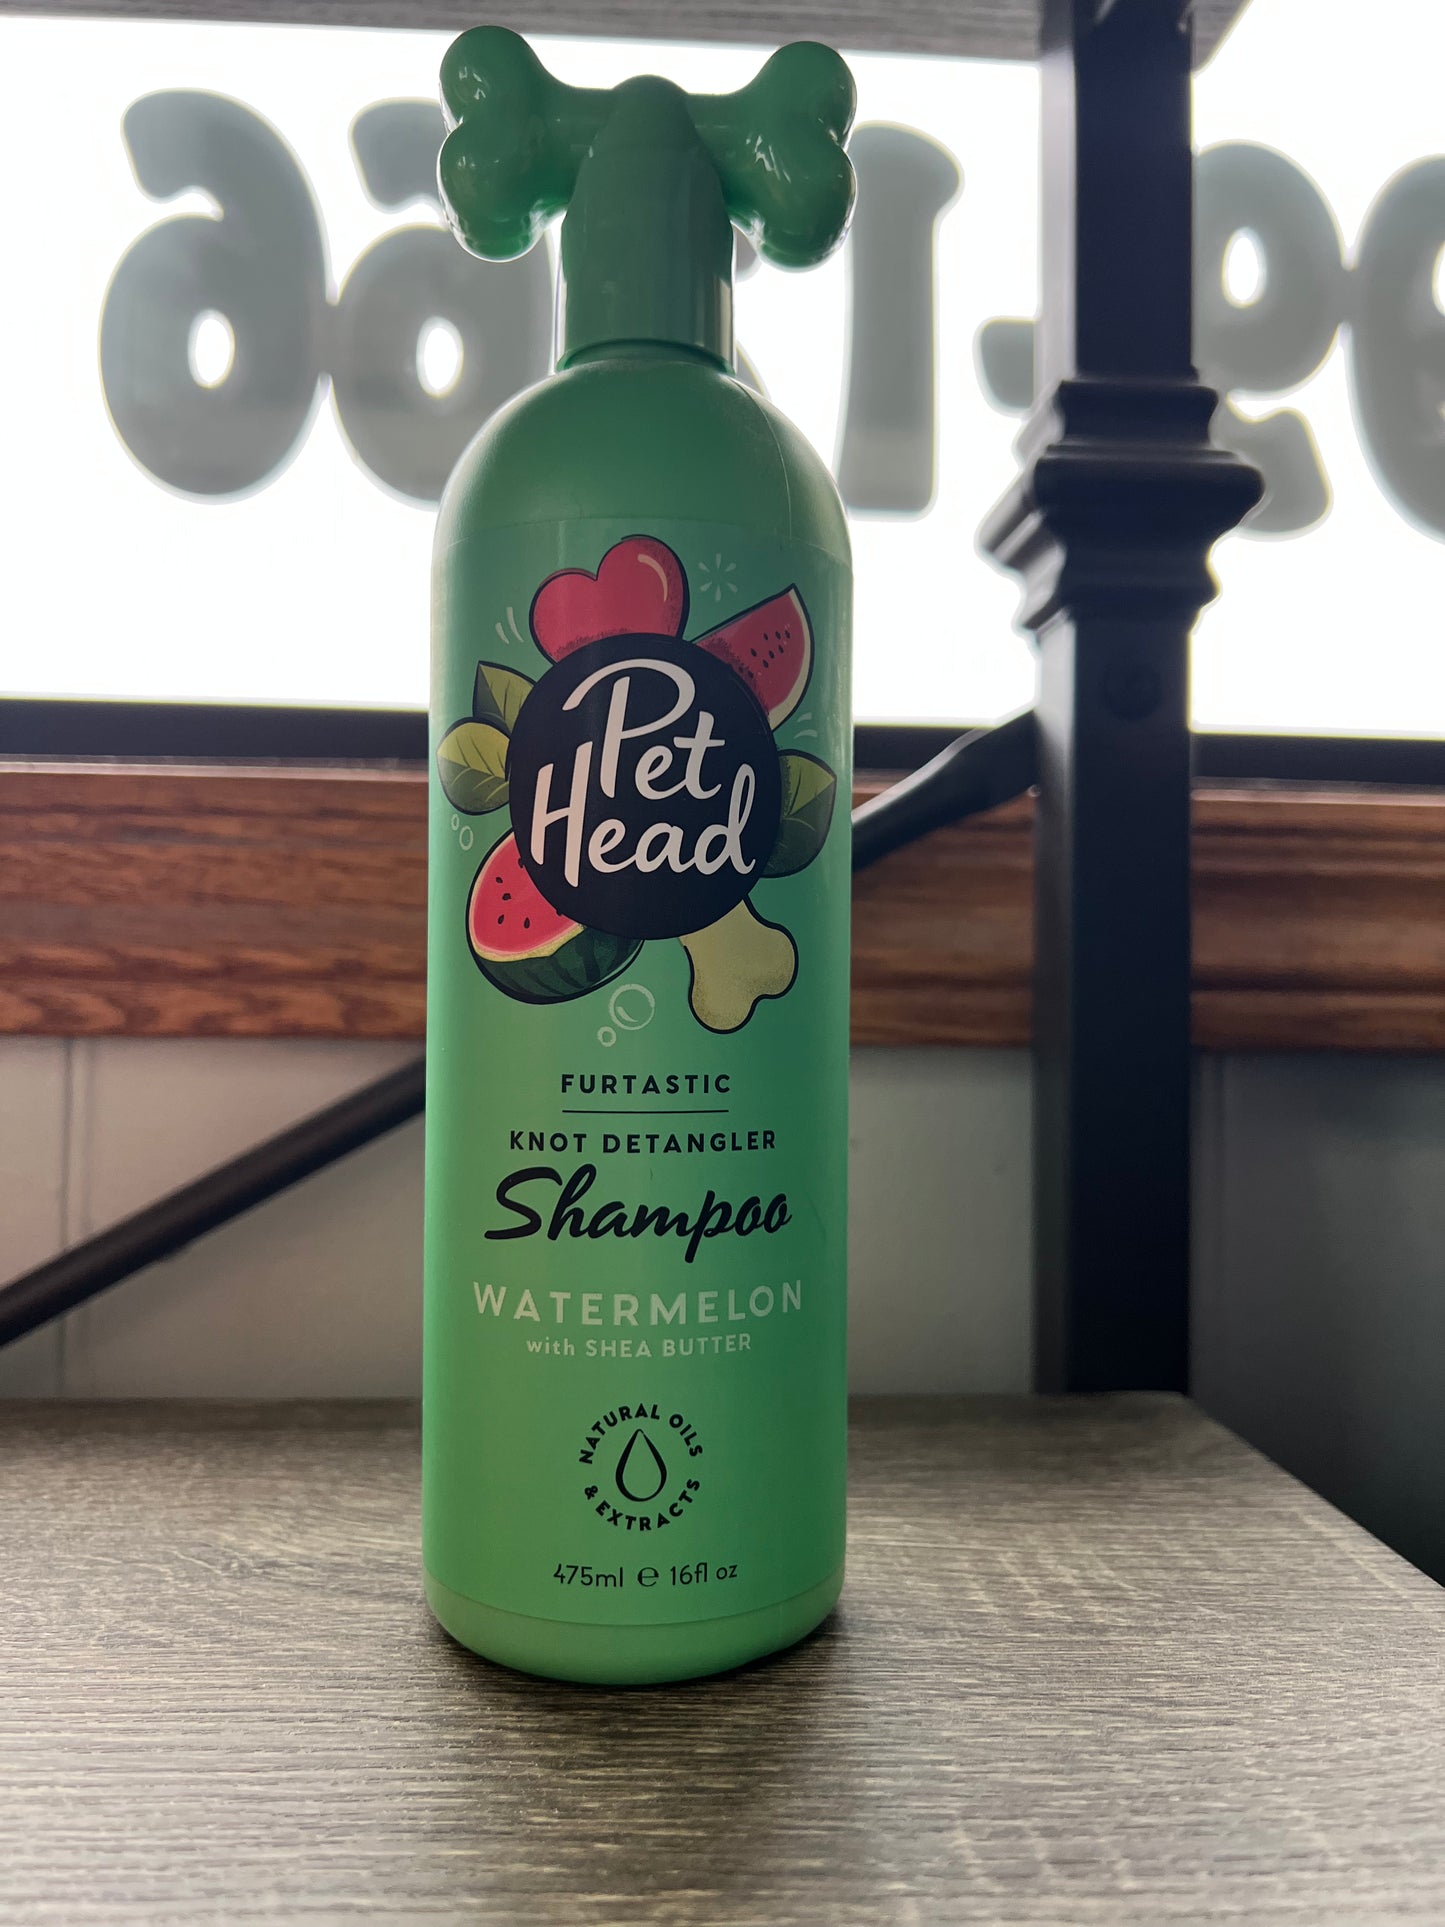 Pet
Head
FURTASTIC
KNOT DETANGLER
Shampoo
WATERMELON
with SHEA BUTTER
NATURAL OILS
& EXTRACTS
475ml ℮ 16fl oz